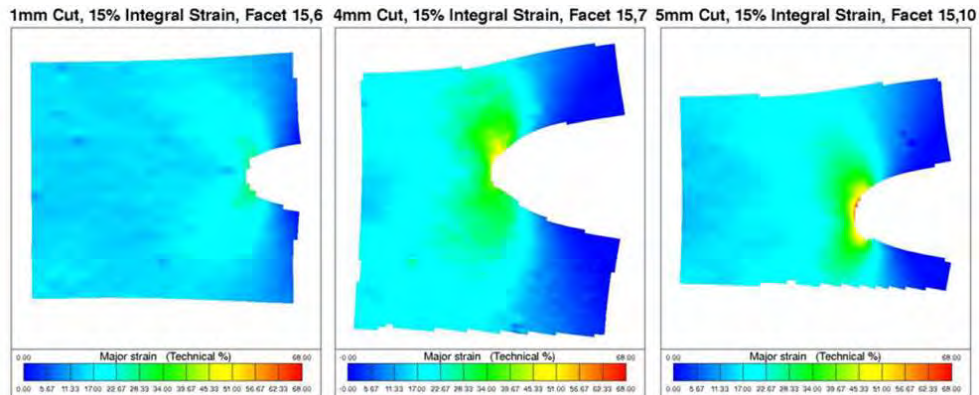 1mm Cut, 15% Integral Strain, Facet 15,6
4mm Cut, 15% Integral Strain, Facet 15,7
5mm Cut, 15% Integral Strain, Facet 15,10
0.00 Major strain (Technical %) 68.00
0.00 5.67 11.33 17.00 22.67 28.33 34.00 39.67 45.33 51.00 56.67 62.33 68.00
-0.00 Major strain (Technical %) 68.00
-0.00 5.67 11.33 17.00 22.67 28.33 34.00 39.67 45.33 51.00 56.67 62.33 68.00
0.00 Major strain (Technical %) 68.00
0.00 5.67 11.33 17.00 22.67 28.33 34.00 39.67 45.33 51.00 56.67 62.33 68.00